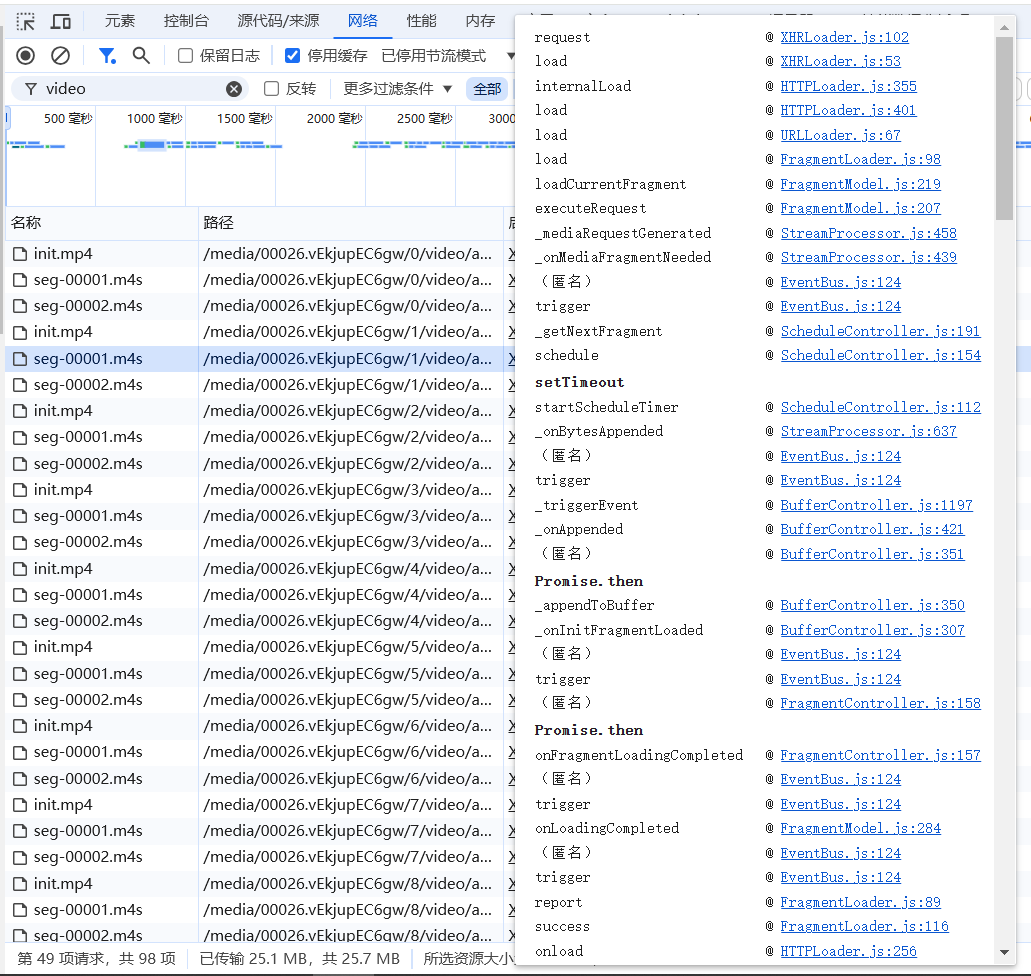 元素 控制台 源代码/来源 网络 性能 内存
保留日志 停用缓存 已停用节流模式
video 反转 更多过滤条件 全部
500 毫秒 1000 毫秒 1500 毫秒 2000 毫秒 2500 毫秒 3000
名称 路径
init.mp4 /media/00026.vEkjupEC6gw/0/video/a...
seg-00001.m4s /media/00026.vEkjupEC6gw/0/video/a...
seg-00002.m4s /media/00026.vEkjupEC6gw/0/video/a...
init.mp4 /media/00026.vEkjupEC6gw/1/video/a...
seg-00001.m4s /media/00026.vEkjupEC6gw/1/video/a...
seg-00002.m4s /media/00026.vEkjupEC6gw/1/video/a...
init.mp4 /media/00026.vEkjupEC6gw/2/video/a...
seg-00001.m4s /media/00026.vEkjupEC6gw/2/video/a...
seg-00002.m4s /media/00026.vEkjupEC6gw/2/video/a...
init.mp4 /media/00026.vEkjupEC6gw/3/video/a...
seg-00001.m4s /media/00026.vEkjupEC6gw/3/video/a...
seg-00002.m4s /media/00026.vEkjupEC6gw/3/video/a...
init.mp4 /media/00026.vEkjupEC6gw/4/video/a...
seg-00001.m4s /media/00026.vEkjupEC6gw/4/video/a...
seg-00002.m4s /media/00026.vEkjupEC6gw/4/video/a...
init.mp4 /media/00026.vEkjupEC6gw/5/video/a...
seg-00001.m4s /media/00026.vEkjupEC6gw/5/video/a...
seg-00002.m4s /media/00026.vEkjupEC6gw/5/video/a...
init.mp4 /media/00026.vEkjupEC6gw/6/video/a...
seg-00001.m4s /media/00026.vEkjupEC6gw/6/video/a...
seg-00002.m4s /media/00026.vEkjupEC6gw/6/video/a...
init.mp4 /media/00026.vEkjupEC6gw/7/video/a...
seg-00001.m4s /media/00026.vEkjupEC6gw/7/video/a...
seg-00002.m4s /media/00026.vEkjupEC6gw/7/video/a...
init.mp4 /media/00026.vEkjupEC6gw/8/video/a...
seg-00001.m4s /media/00026.vEkjupEC6gw/8/video/a...
seg-00002.m4s /media/00026.vEkjupEC6gw/8/video/a...
第 49 项请求，共 98 项 已传输 25.1 MB，共 25.7 MB 所选资源大小
request @ XHRLoader.js:102
load @ XHRLoader.js:53
internalLoad @ HTTPLoader.js:355
load @ HTTPLoader.js:401
load @ URLLoader.js:67
load @ FragmentLoader.js:98
loadCurrentFragment @ FragmentModel.js:219
executeRequest @ FragmentModel.js:207
_mediaRequestGenerated @ StreamProcessor.js:458
_onMediaFragmentNeeded @ StreamProcessor.js:439
（匿名） @ EventBus.js:124
trigger @ EventBus.js:124
_getNextFragment @ ScheduleController.js:191
schedule @ ScheduleController.js:154
setTimeout
startScheduleTimer @ ScheduleController.js:112
_onBytesAppended @ StreamProcessor.js:637
（匿名） @ EventBus.js:124
trigger @ EventBus.js:124
_triggerEvent @ BufferController.js:1197
_onAppended @ BufferController.js:421
（匿名） @ BufferController.js:351
Promise.then
_appendToBuffer @ BufferController.js:350
_onInitFragmentLoaded @ BufferController.js:307
（匿名） @ EventBus.js:124
trigger @ EventBus.js:124
（匿名） @ FragmentController.js:158
Promise.then
onFragmentLoadingCompleted @ FragmentController.js:157
（匿名） @ EventBus.js:124
trigger @ EventBus.js:124
onLoadingCompleted @ FragmentModel.js:284
（匿名） @ EventBus.js:124
trigger @ EventBus.js:124
report @ FragmentLoader.js:89
success @ FragmentLoader.js:116
onload @ HTTPLoader.js:256